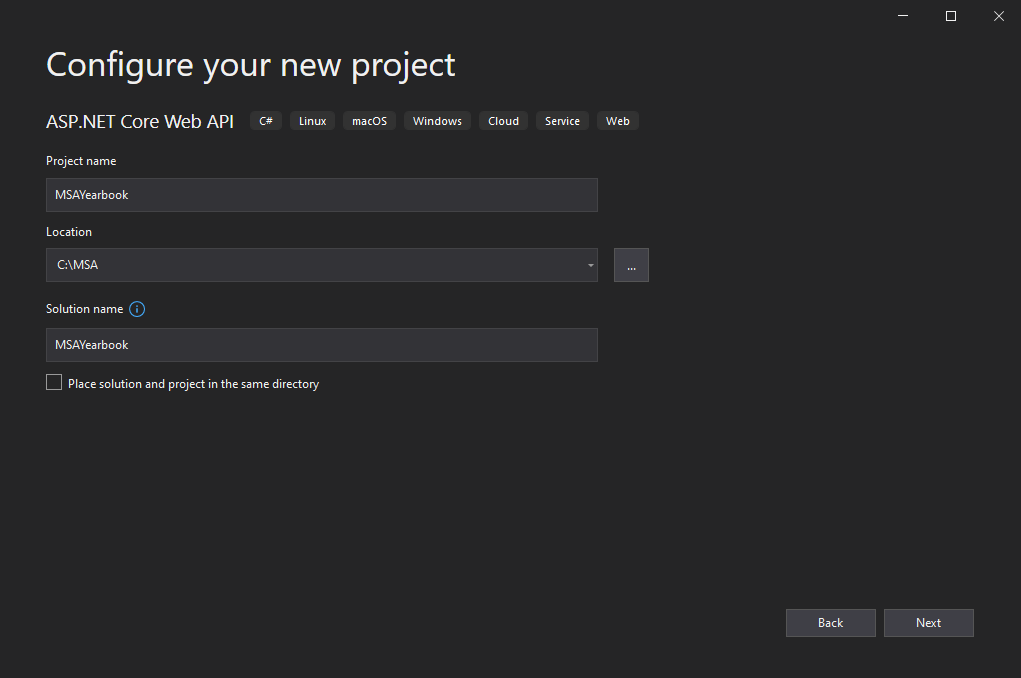 Configure your new project
ASP.NET Core Web API C# Linux macOS Windows Cloud Service Web
Project name
MSAYearbook
Location
C:\MSA
...
Solution name
MSAYearbook
Place solution and project in the same directory
Back Next